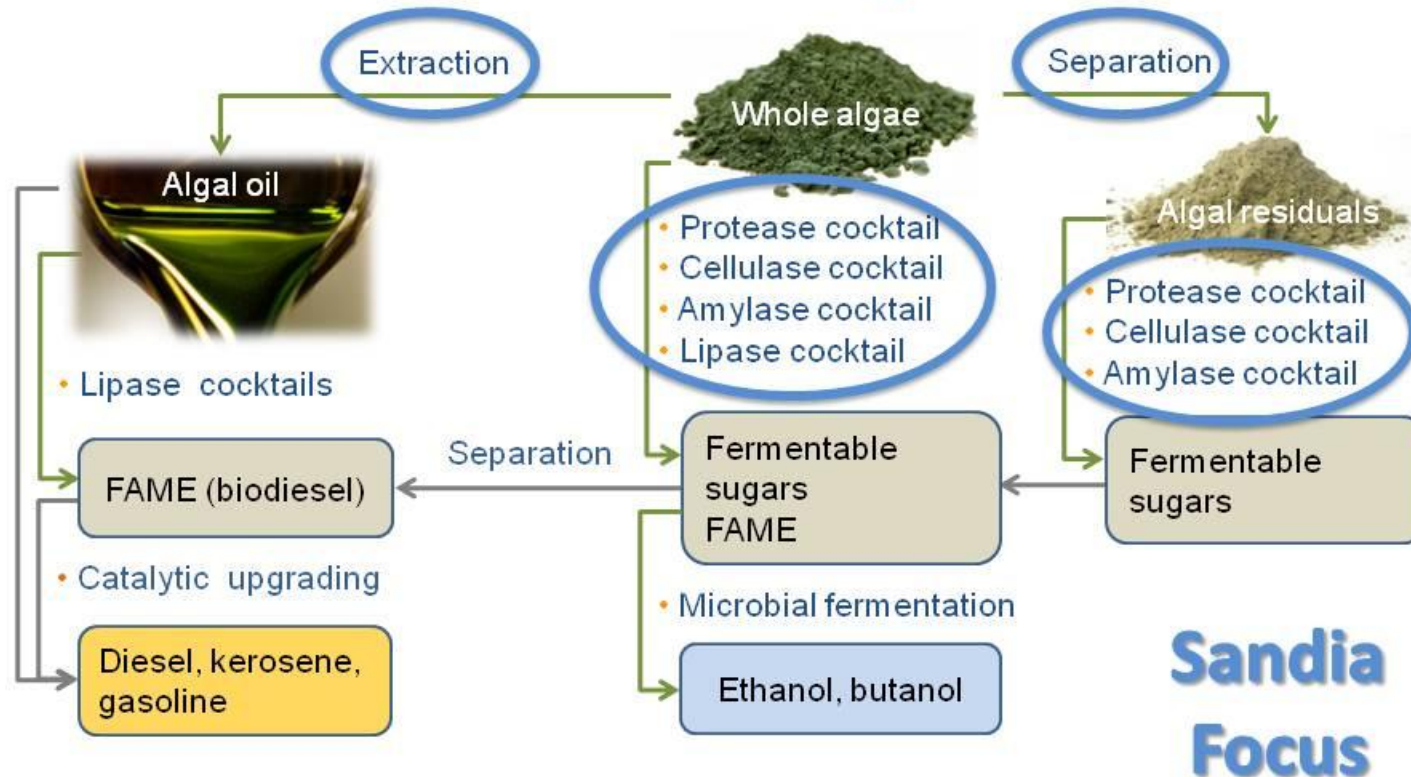 Extraction
Whole algae
Separation
Algal oil
Algal residuals
• Protease cocktail
• Cellulase cocktail
• Amylase cocktail
• Lipase cocktail
• Protease cocktail
• Cellulase cocktail
• Amylase cocktail
• Lipase cocktails
FAME (biodiesel)
Separation
Fermentable
sugars
FAME
Fermentable
sugars
• Catalytic upgrading
• Microbial fermentation
Diesel, kerosene,
gasoline
Ethanol, butanol
Sandia
Focus